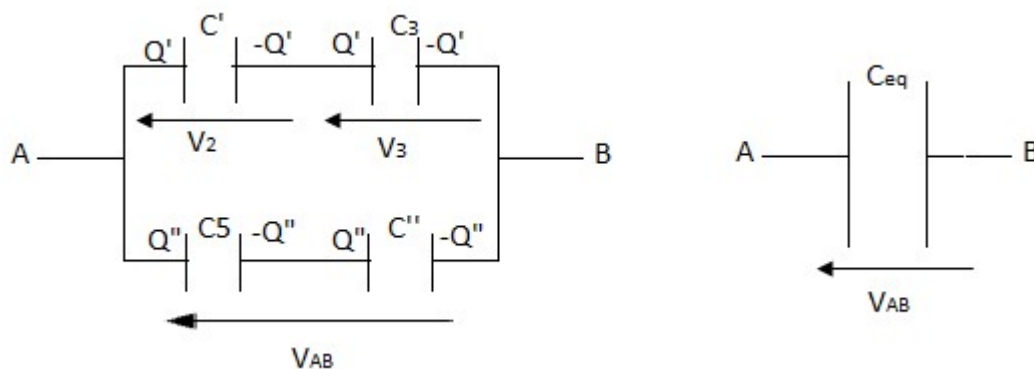 C' C3
Q' -Q' Q' -Q'
Ceq
V2 V3
A B A B
C5 C''
Q" -Q" Q" -Q"
VAB
VAB